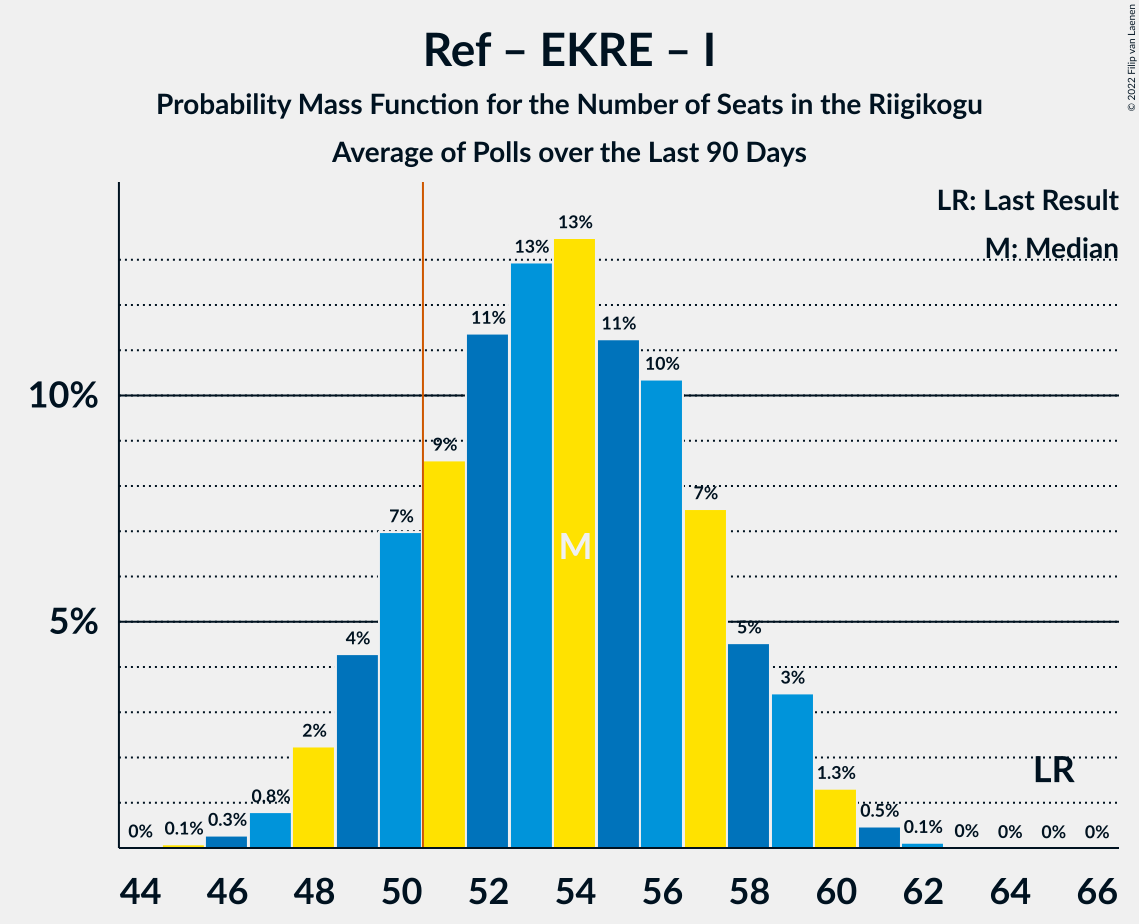 Ref – EKRE – I
Probability Mass Function for the Number of Seats in the Riigikogu
Average of Polls over the Last 90 Days
© 2022 Filip van Laenen
LR: Last Result
M: Median
10%
5%
0%
0.1%
0.3%
0.8%
2%
4%
7%
9%
11%
13%
13%
11%
10%
7%
5%
3%
1.3%
0.5%
0.1%
0%
0%
0%
0%
M
LR
44 46 48 50 52 54 56 58 60 62 64 66